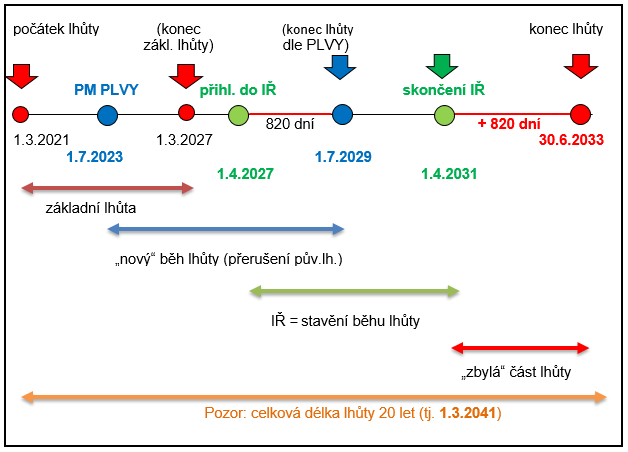 počátek lhůty
(konec
zákl. lhůty)
(konec lhůty
dle PLVY)
konec lhůty
PM PLVY
přihl. do IŘ
skončení IŘ
820 dní
+ 820 dní
1.3.2021
1.3.2027
30.6.2033
1.7.2023
1.7.2029
1.4.2027
1.4.2031
základní lhůta
„nový“ běh lhůty (přerušení pův.lh.)
IŘ = stavění běhu lhůty
„zbylá“ část lhůty
Pozor: celková délka lhůty 20 let (tj. 1.3.2041)